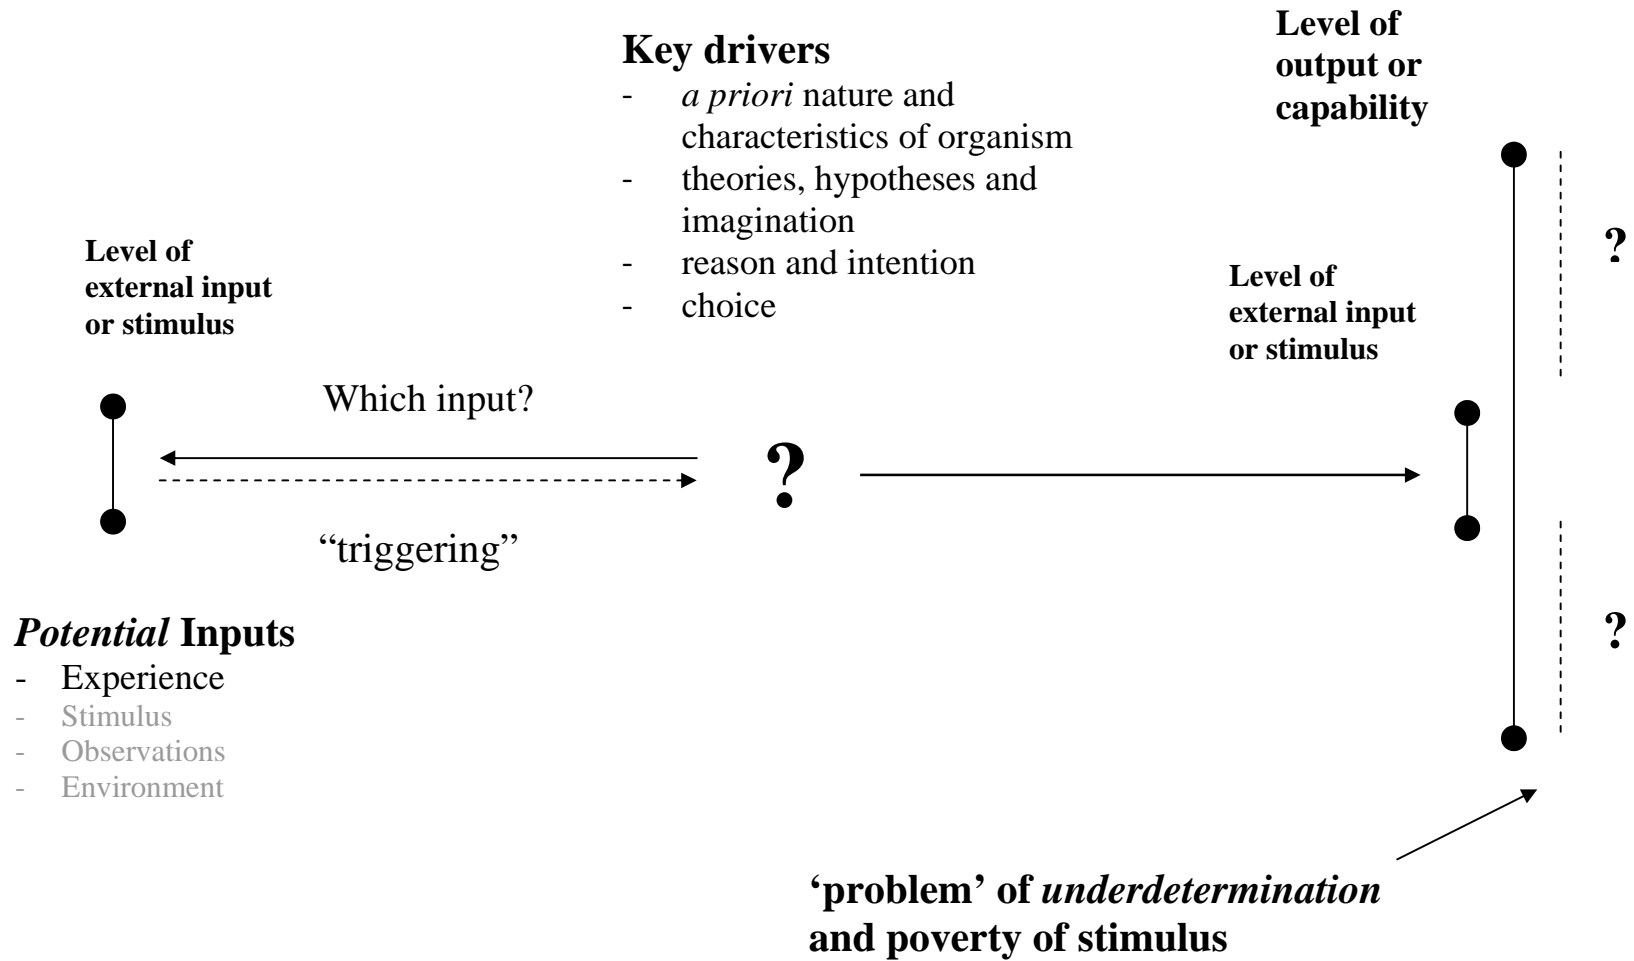 Key drivers
- a priori nature and
characteristics of organism
- theories, hypotheses and
imagination
- reason and intention
- choice
Level of
output or
capability
?
Level of
external input
or stimulus
Level of
external input
or stimulus
Which input?
?
“triggering”
?
Potential Inputs
- Experience
- Stimulus
- Observations
- Environment
‘problem’ of underdetermination
and poverty of stimulus